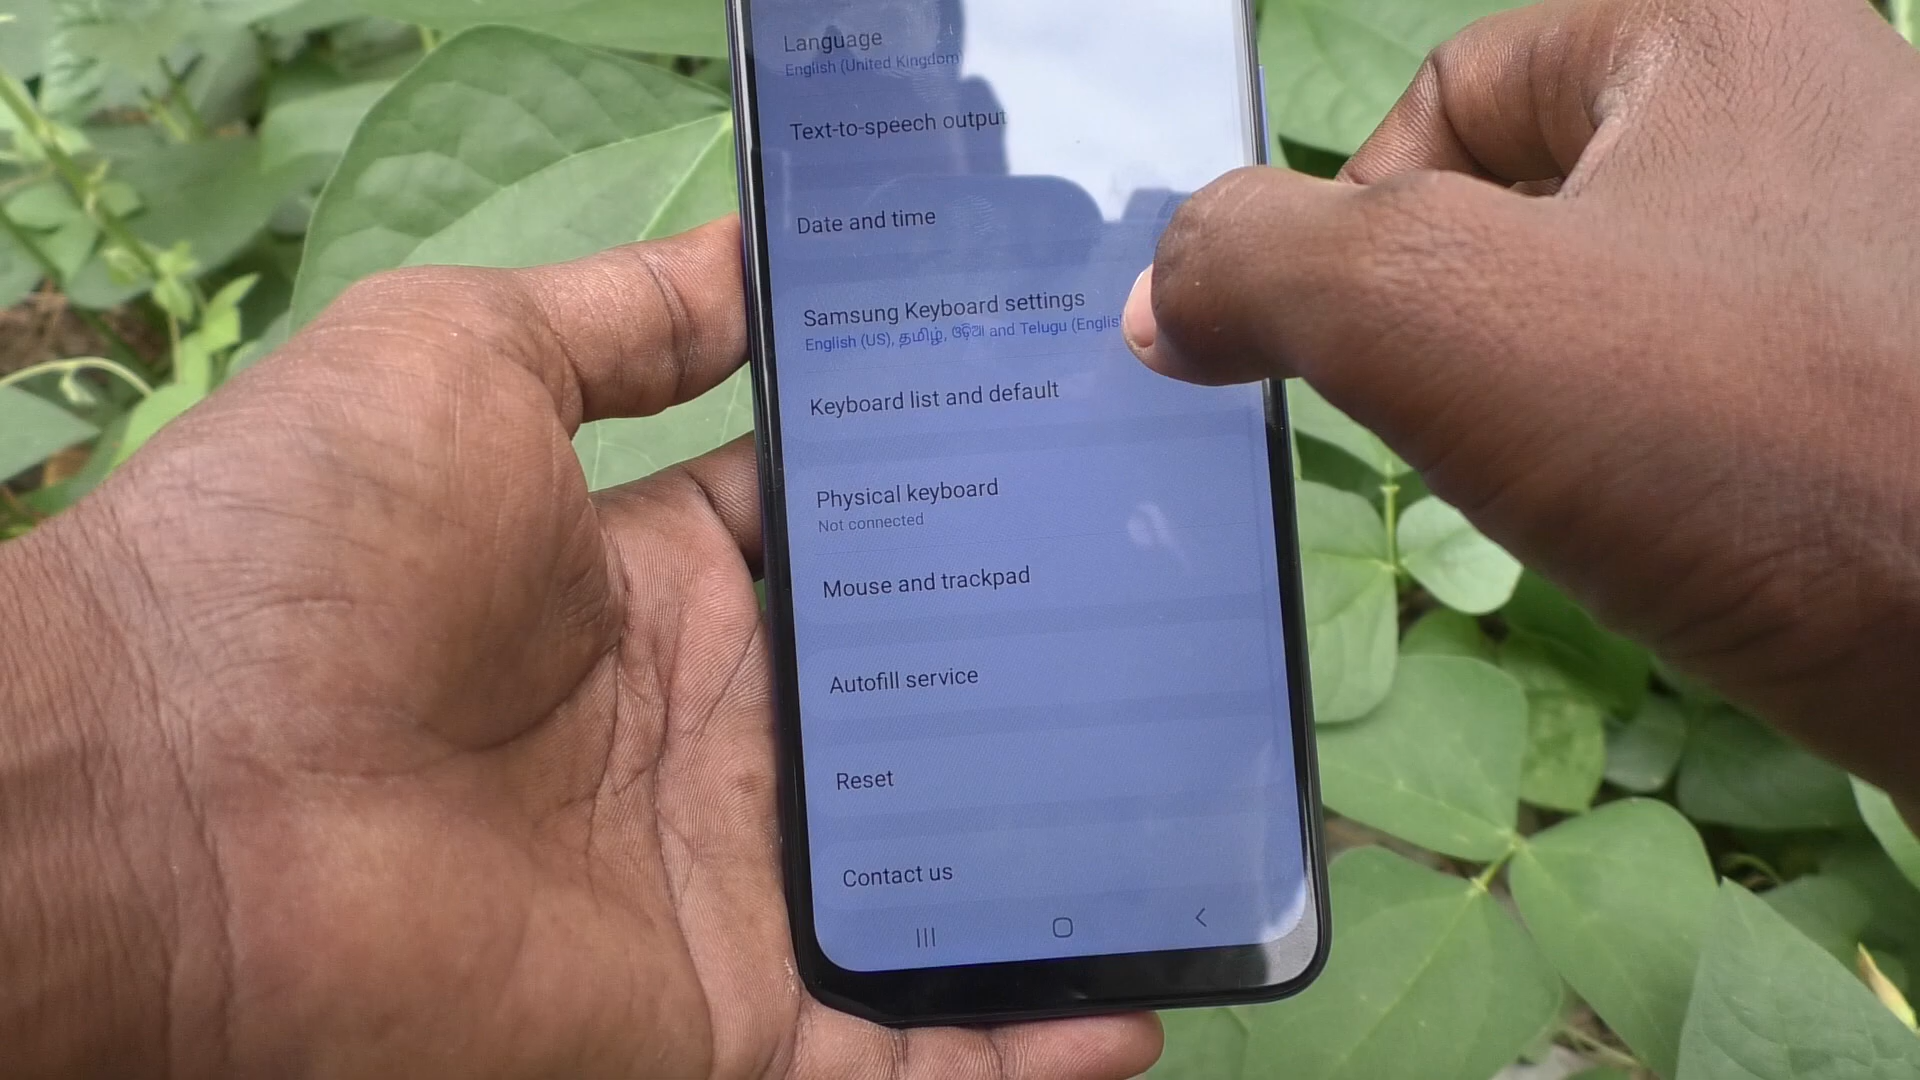 Language
English (United Kingdom)
Text-to-speech output
Date and time
Samsung Keyboard settings
English (US), தமிழ், ଓଡ଼ିଆ and Telugu (English
Keyboard list and default
Physical keyboard
Not connected
Mouse and trackpad
Autofill service
Reset
Contact us